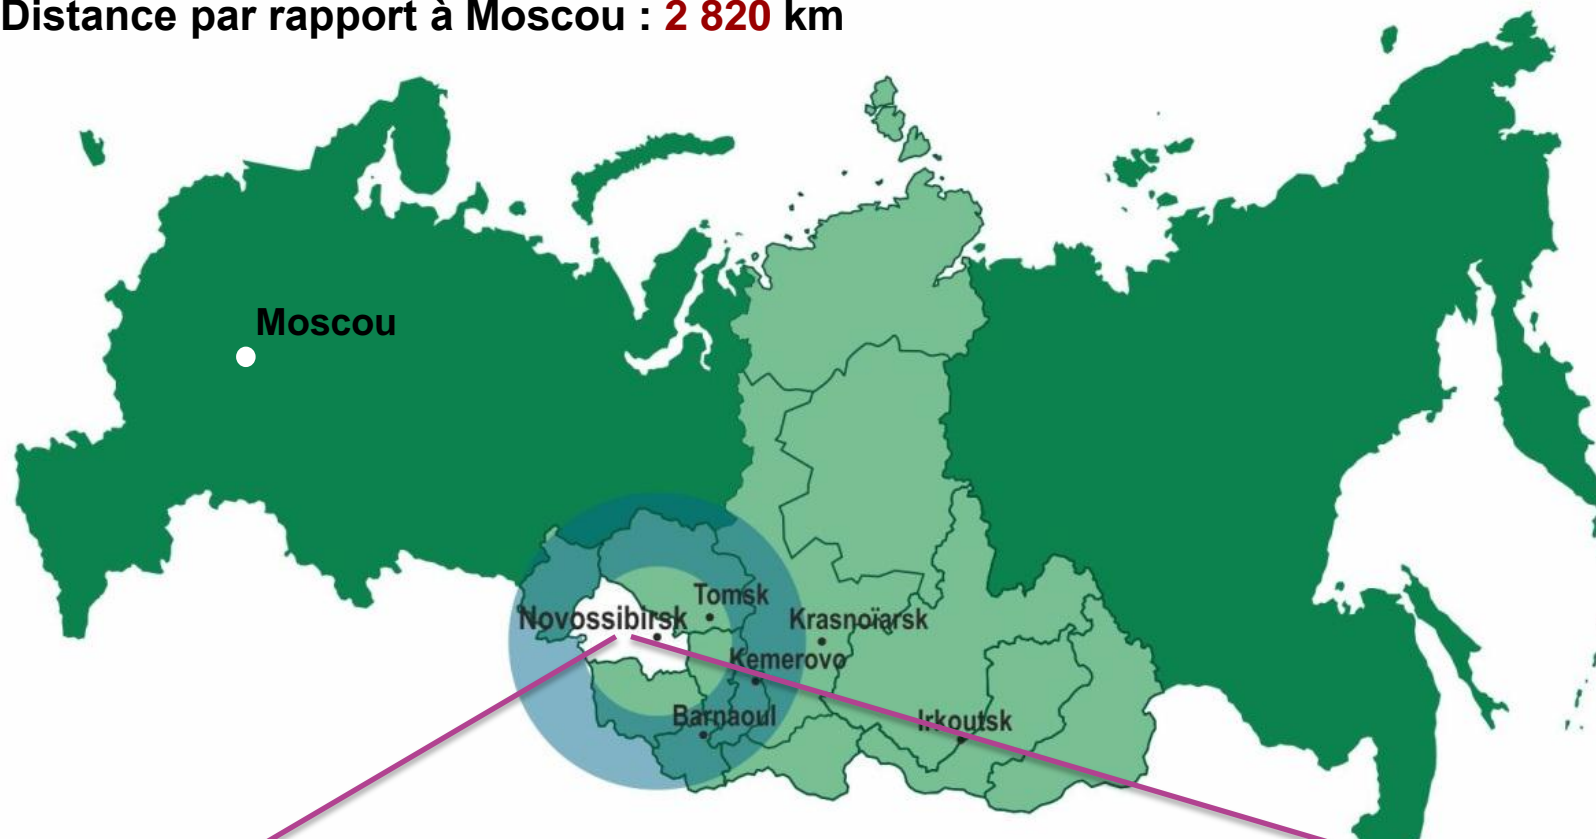 Distance par rapport à Moscou : 2 820 km
Moscou
Tomsk
Novossibirsk
Krasnoïarsk
Kemerovo
Barnaoul
Irkoutsk